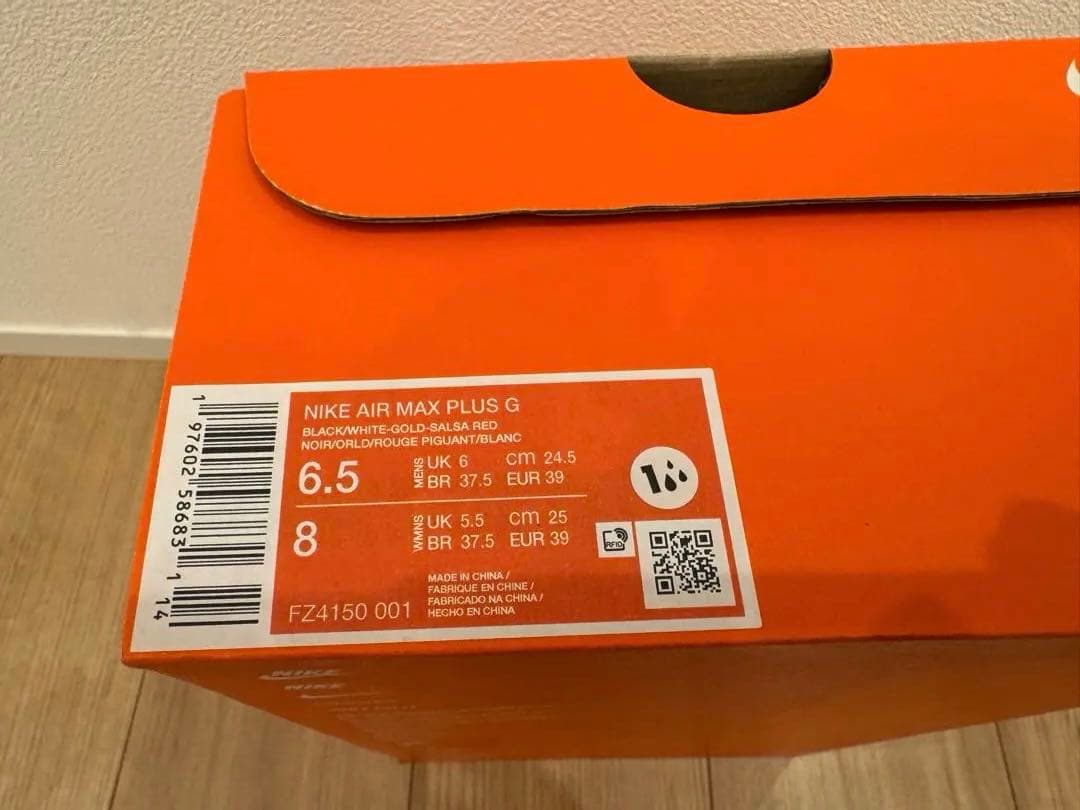 NIKE AIR MAX PLUS G
BLACK/WHITE-GOLD-SALSA RED
NOIR/ORLD/ROUGE PIGUANT/BLANC
6.5 MENS UK 6 cm 24.5
BR 37.5 EUR 39
8 WMNS UK 5.5 cm 25
BR 37.5 EUR 39
MADE IN CHINA /
FABRIQUE EN CHINE /
FABRICADO NA CHINA /
HECHO EN CHINA
FZ4150 001
1 97602 58683 1
14
10
RFID
NIKE
NIKE